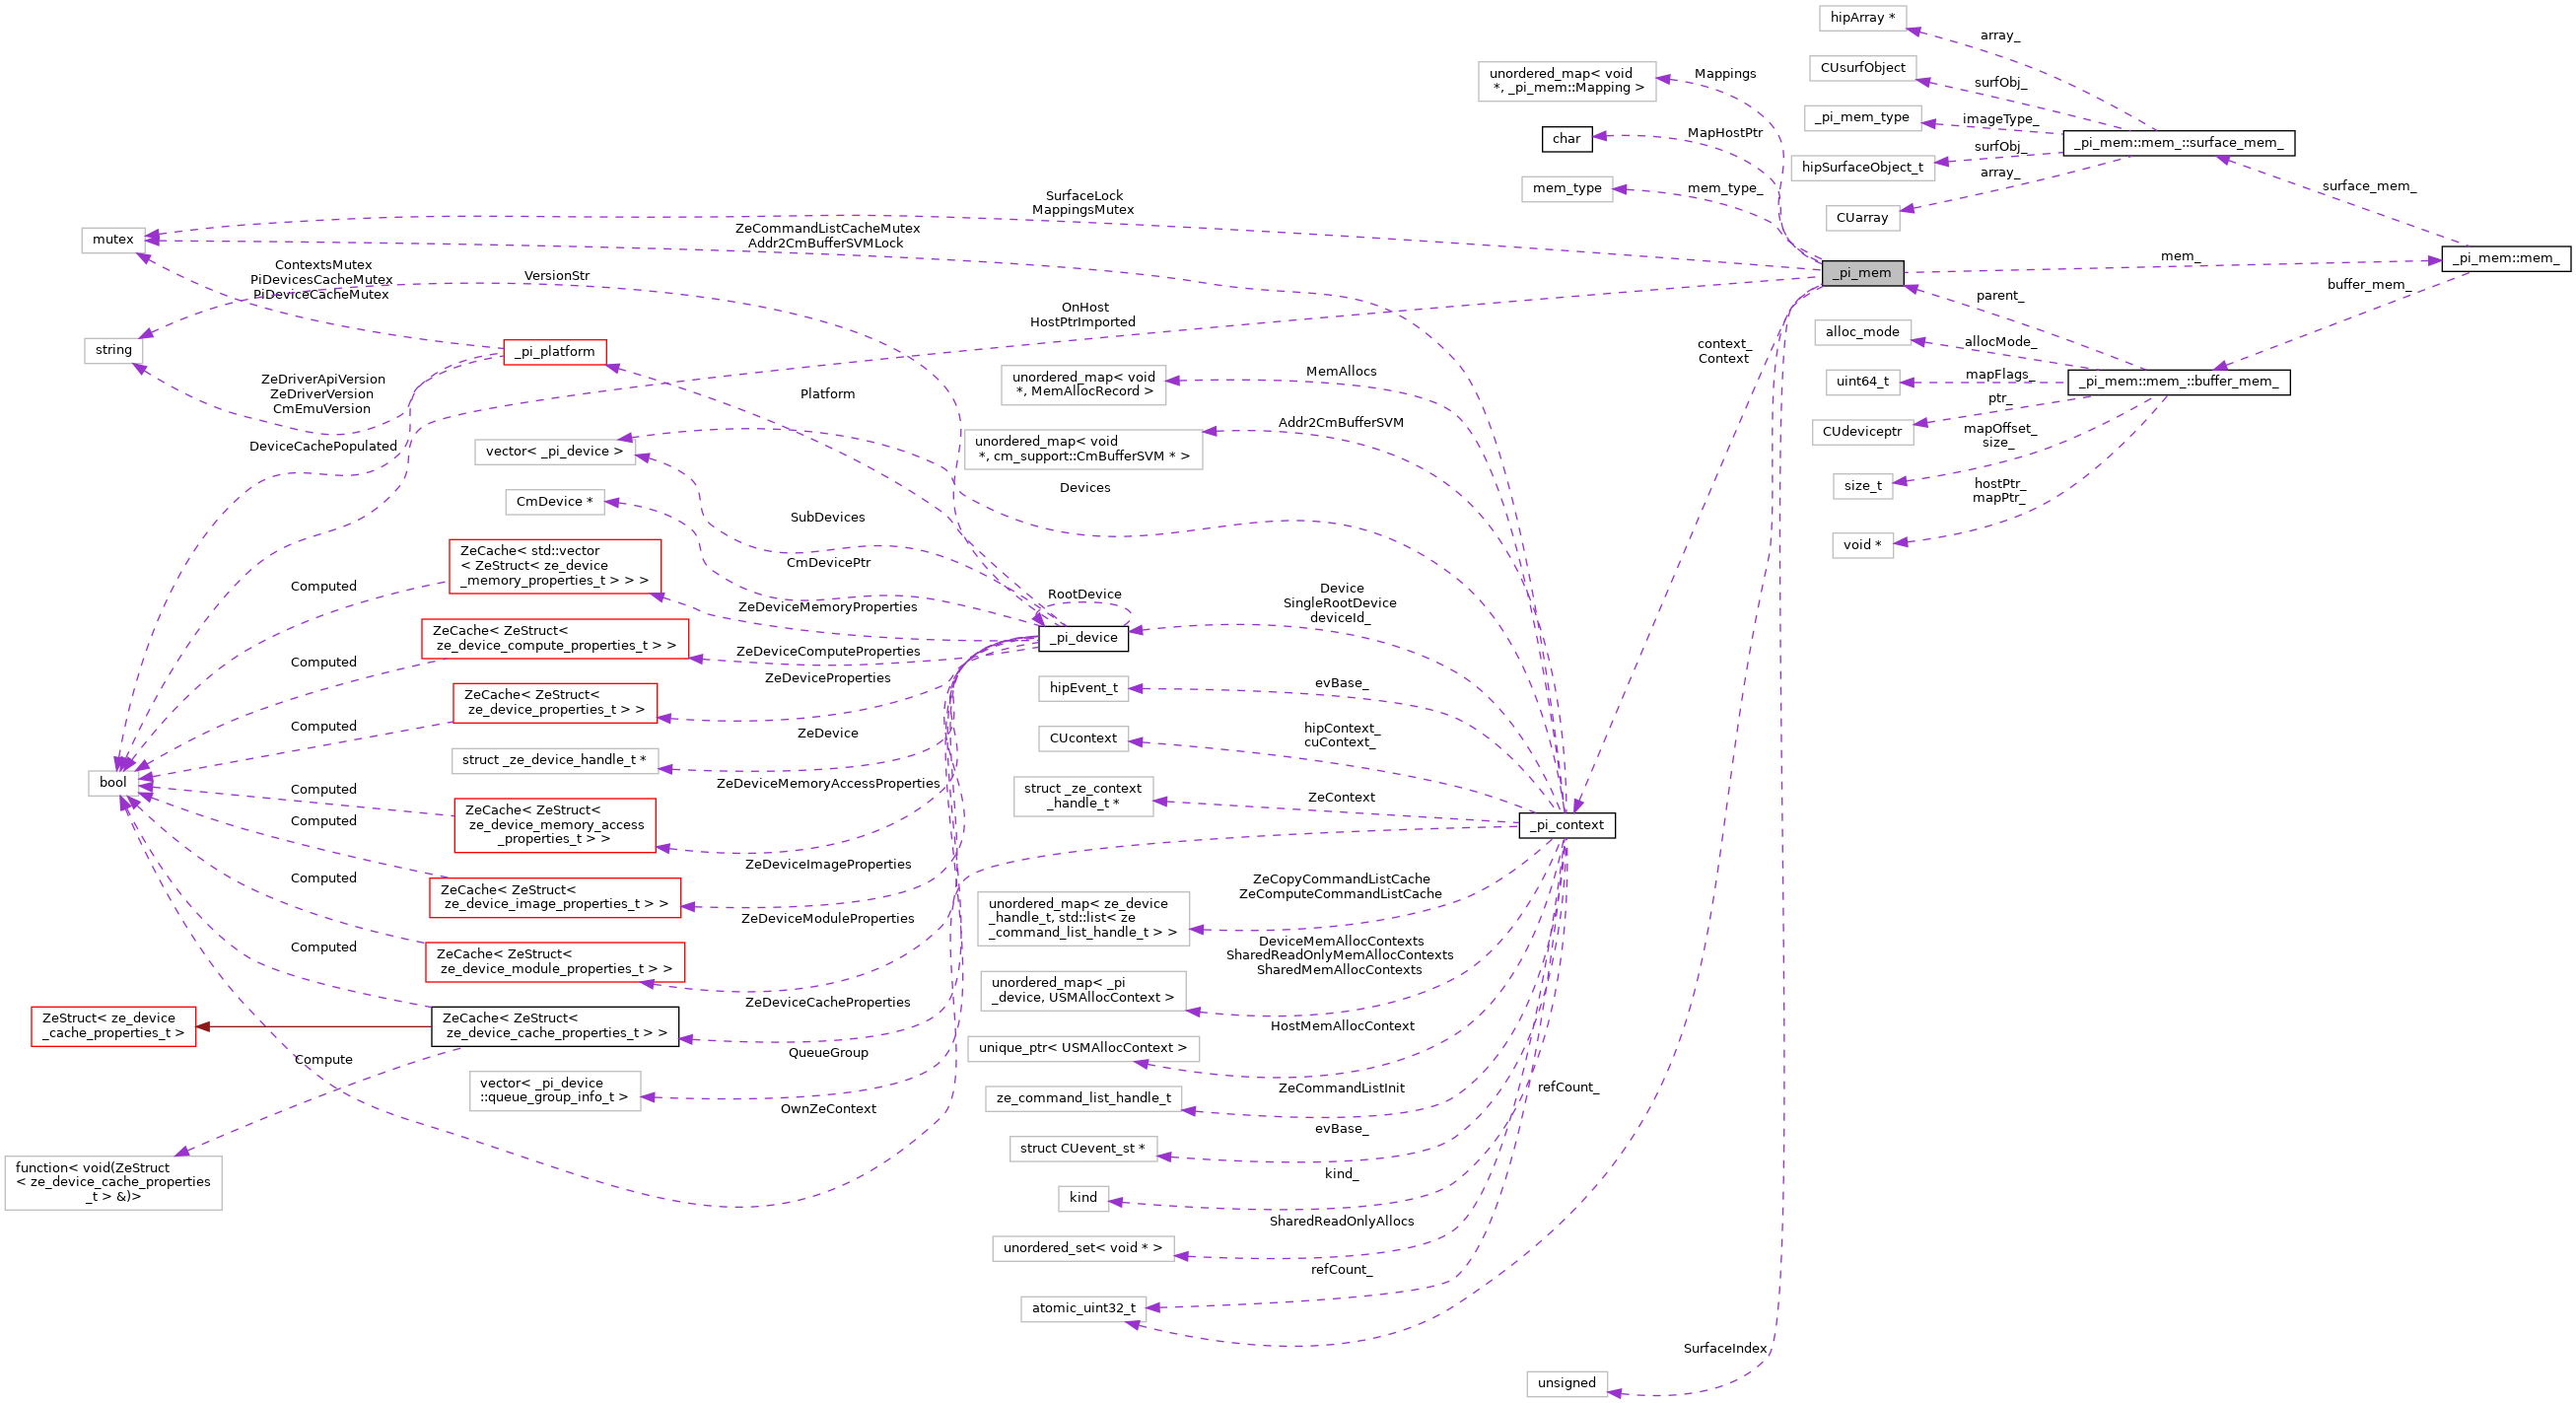 hipArray *
array_
CUsurfObject
surfObj_
_pi_mem_type
imageType_
_pi_mem::mem_::surface_mem_
hipSurfaceObject_t
surfObj_
array_
CUarray
surface_mem_
unordered_map< void
*, _pi_mem::Mapping >
Mappings
char
MapHostPtr
mem_type
mem_type_
SurfaceLock
MappingsMutex
mutex
ZeCommandListCacheMutex
Addr2CmBufferSVMLock
_pi_mem
mem_
_pi_mem::mem_
ContextsMutex
PiDevicesCacheMutex
PiDeviceCacheMutex
VersionStr
parent_
buffer_mem_
OnHost
HostPtrImported
alloc_mode
allocMode_
string
_pi_platform
context_
Context
uint64_t
mapFlags_
_pi_mem::mem_::buffer_mem_
ZeDriverApiVersion
ZeDriverVersion
CmEmuVersion
Platform
unordered_map< void
*, MemAllocRecord >
MemAllocs
ptr_
CUdeviceptr
DeviceCachePopulated
vector< _pi_device >
unordered_map< void
*, cm_support::CmBufferSVM * >
Addr2CmBufferSVM
mapOffset_
size_
size_t
Devices
CmDevice *
SubDevices
hostPtr_
mapPtr_
void *
ZeCache< std::vector
< ZeStruct< ze_device
_memory_properties_t > > >
Computed
CmDevicePtr
ZeDeviceMemoryProperties
RootDevice
_pi_device
Device
SingleRootDevice
deviceId_
ZeCache< ZeStruct<
ze_device_compute_properties_t > >
Computed
ZeDeviceComputeProperties
ZeDeviceProperties
hipEvent_t
evBase_
ZeCache< ZeStruct<
ze_device_properties_t > >
Computed
ZeDevice
CUcontext
hipContext_
cuContext_
struct _ze_device_handle_t *
bool
Computed
ZeDeviceMemoryAccessProperties
struct _ze_context
_handle_t *
ZeContext
_pi_context
ZeCache< ZeStruct<
ze_device_memory_access
_properties_t > >
Computed
ZeDeviceImageProperties
ZeCache< ZeStruct<
ze_device_image_properties_t > >
Computed
ZeCopyCommandListCache
ZeComputeCommandListCache
unordered_map< ze_device
_handle_t, std::list< ze
_command_list_handle_t > >
ZeDeviceModuleProperties
ZeCache< ZeStruct<
ze_device_module_properties_t > >
Computed
DeviceMemAllocContexts
SharedReadOnlyMemAllocContexts
SharedMemAllocContexts
unordered_map< _pi
_device, USMAllocContext >
ZeDeviceCacheProperties
ZeStruct< ze_device
_cache_properties_t >
ZeCache< ZeStruct<
ze_device_cache_properties_t > >
HostMemAllocContext
unique_ptr< USMAllocContext >
Compute
QueueGroup
vector< _pi_device
::queue_group_info_t >
ZeCommandListInit
ze_command_list_handle_t
refCount_
OwnZeContext
evBase_
struct CUevent_st *
function< void(ZeStruct
< ze_device_cache_properties
_t > &)>
kind_
kind
SharedReadOnlyAllocs
unordered_set< void * >
refCount_
atomic_uint32_t
SurfaceIndex
unsigned